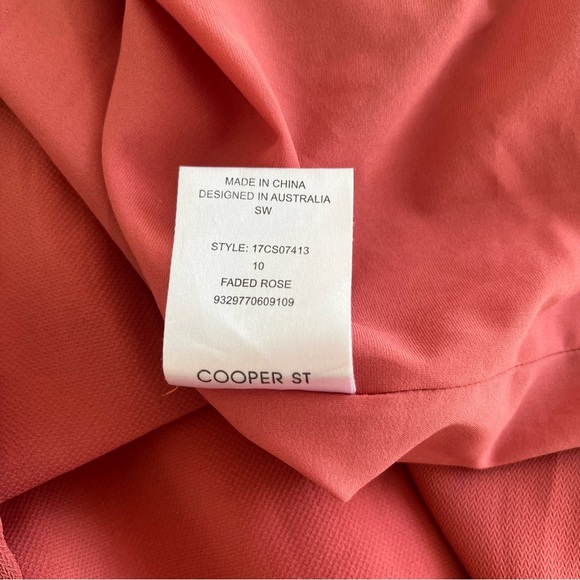 MADE IN CHINA
DESIGNED IN AUSTRALIA
SW
STYLE: 17CS07413
10
FADED ROSE
9329770609109
COOPER ST